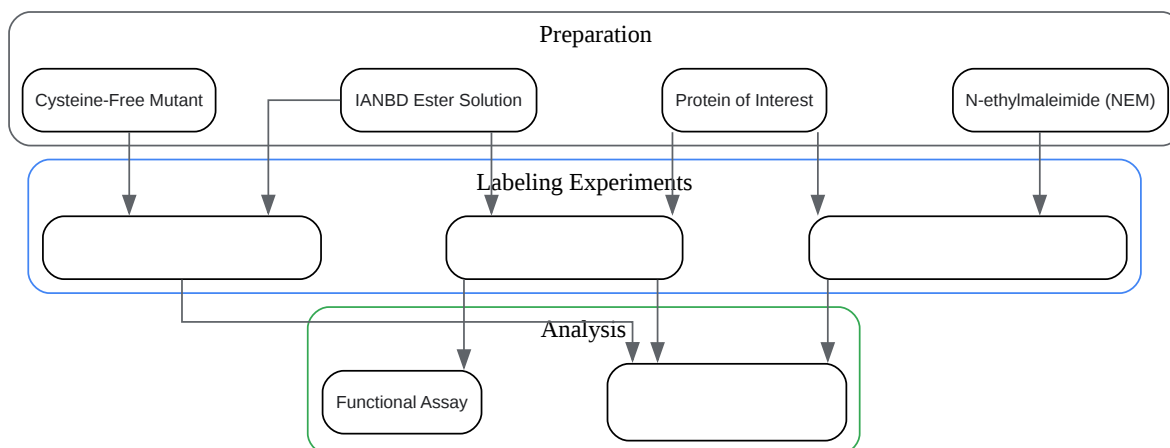 Preparation
Cysteine-Free Mutant
IANBD Ester Solution
Protein of Interest
N-ethylmaleimide (NEM)
Labeling Experiments
Analysis
Functional Assay